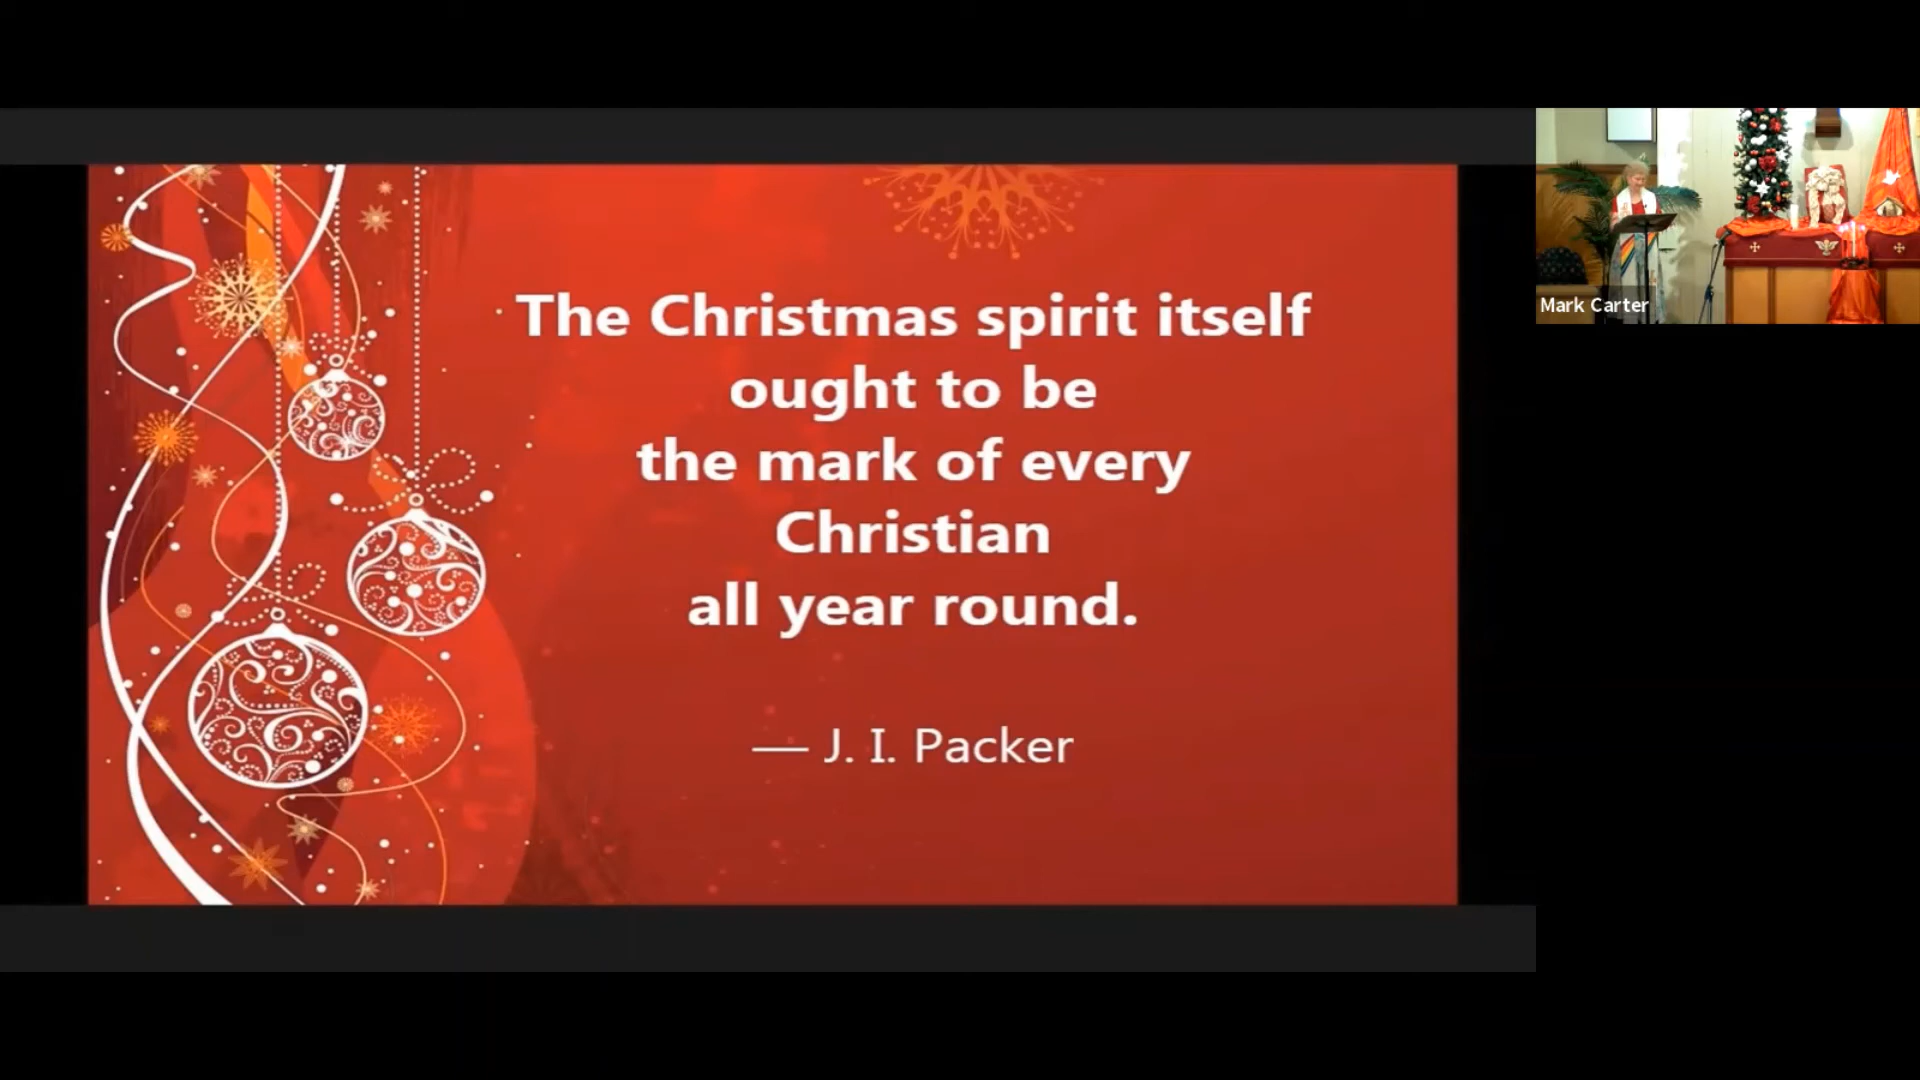 The Christmas spirit itself
ought to be
the mark of every
Christian
all year round.
— J. I. Packer
Mark Carter